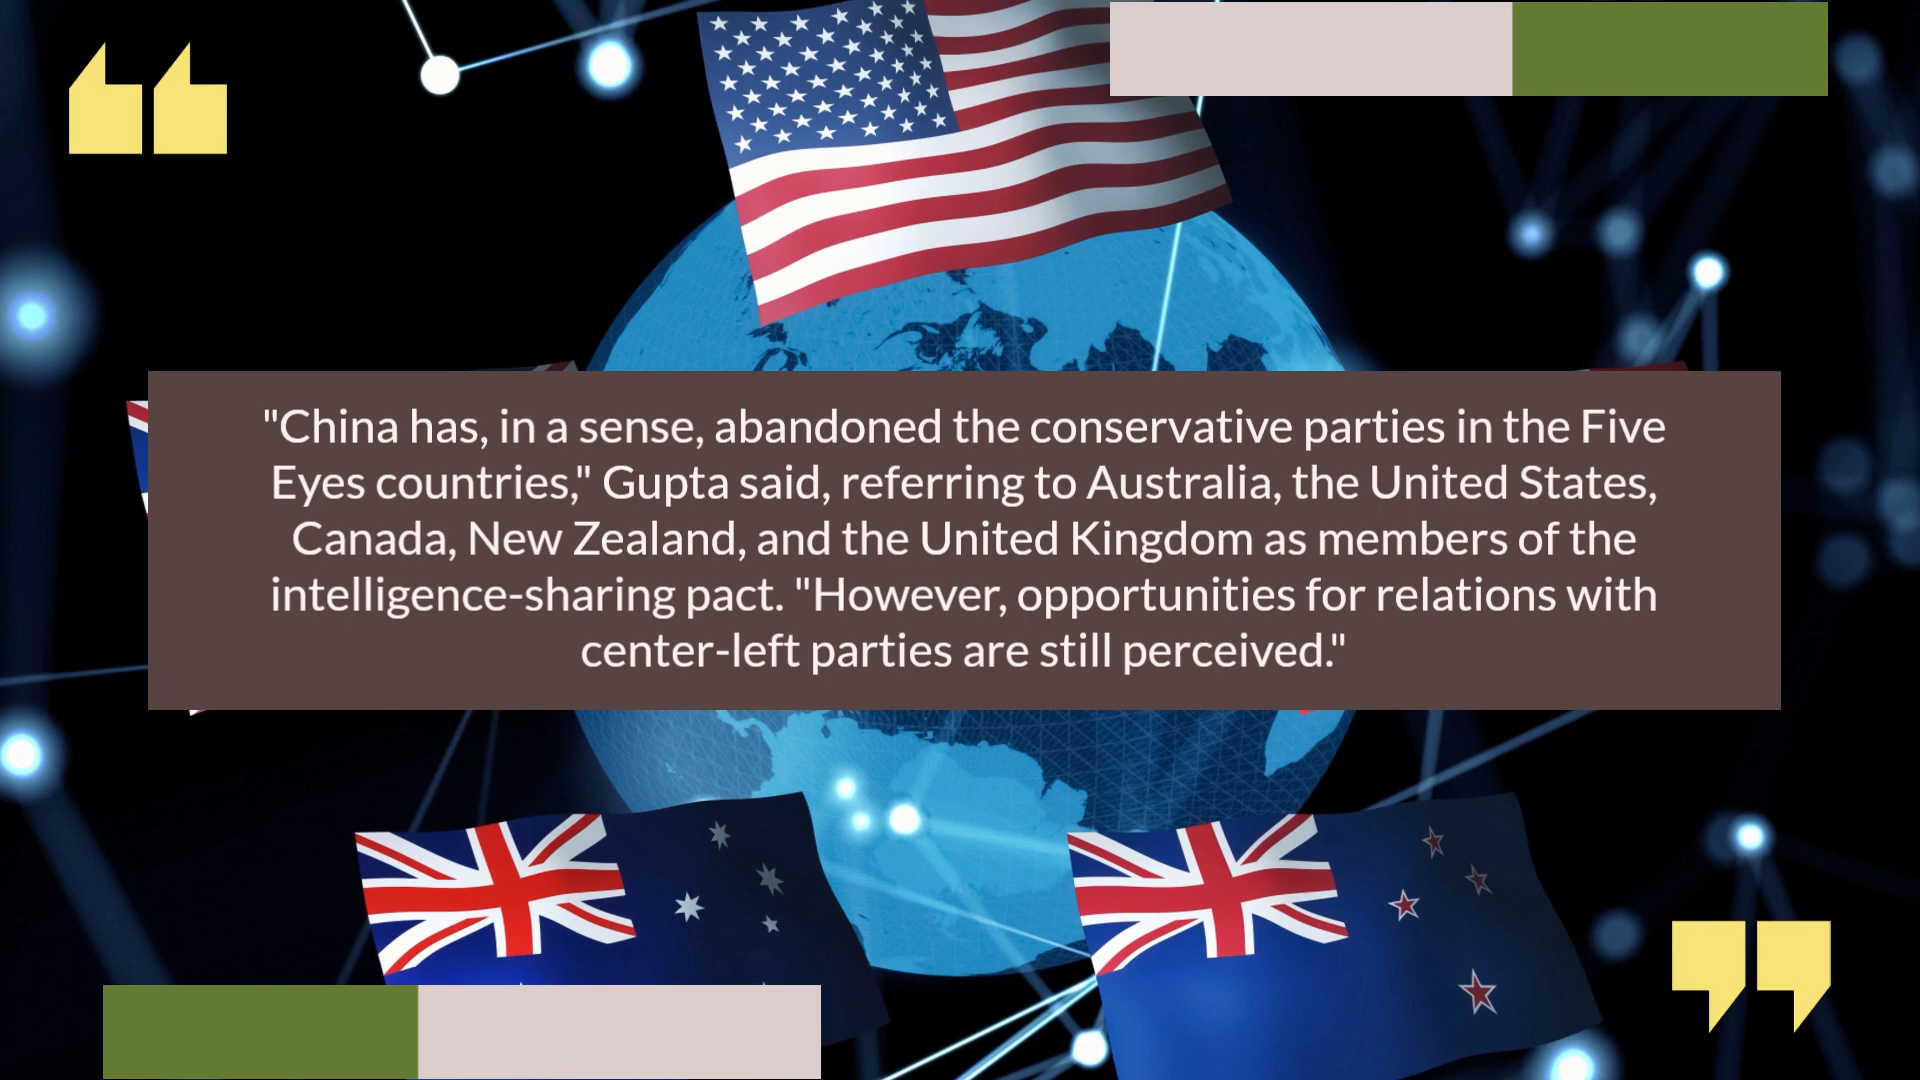 "China has, in a sense, abandoned the conservative parties in the Five
Eyes countries," Gupta said, referring to Australia, the United States,
Canada, New Zealand, and the United Kingdom as members of the
intelligence-sharing pact. "However, opportunities for relations with
center-left parties are still perceived."